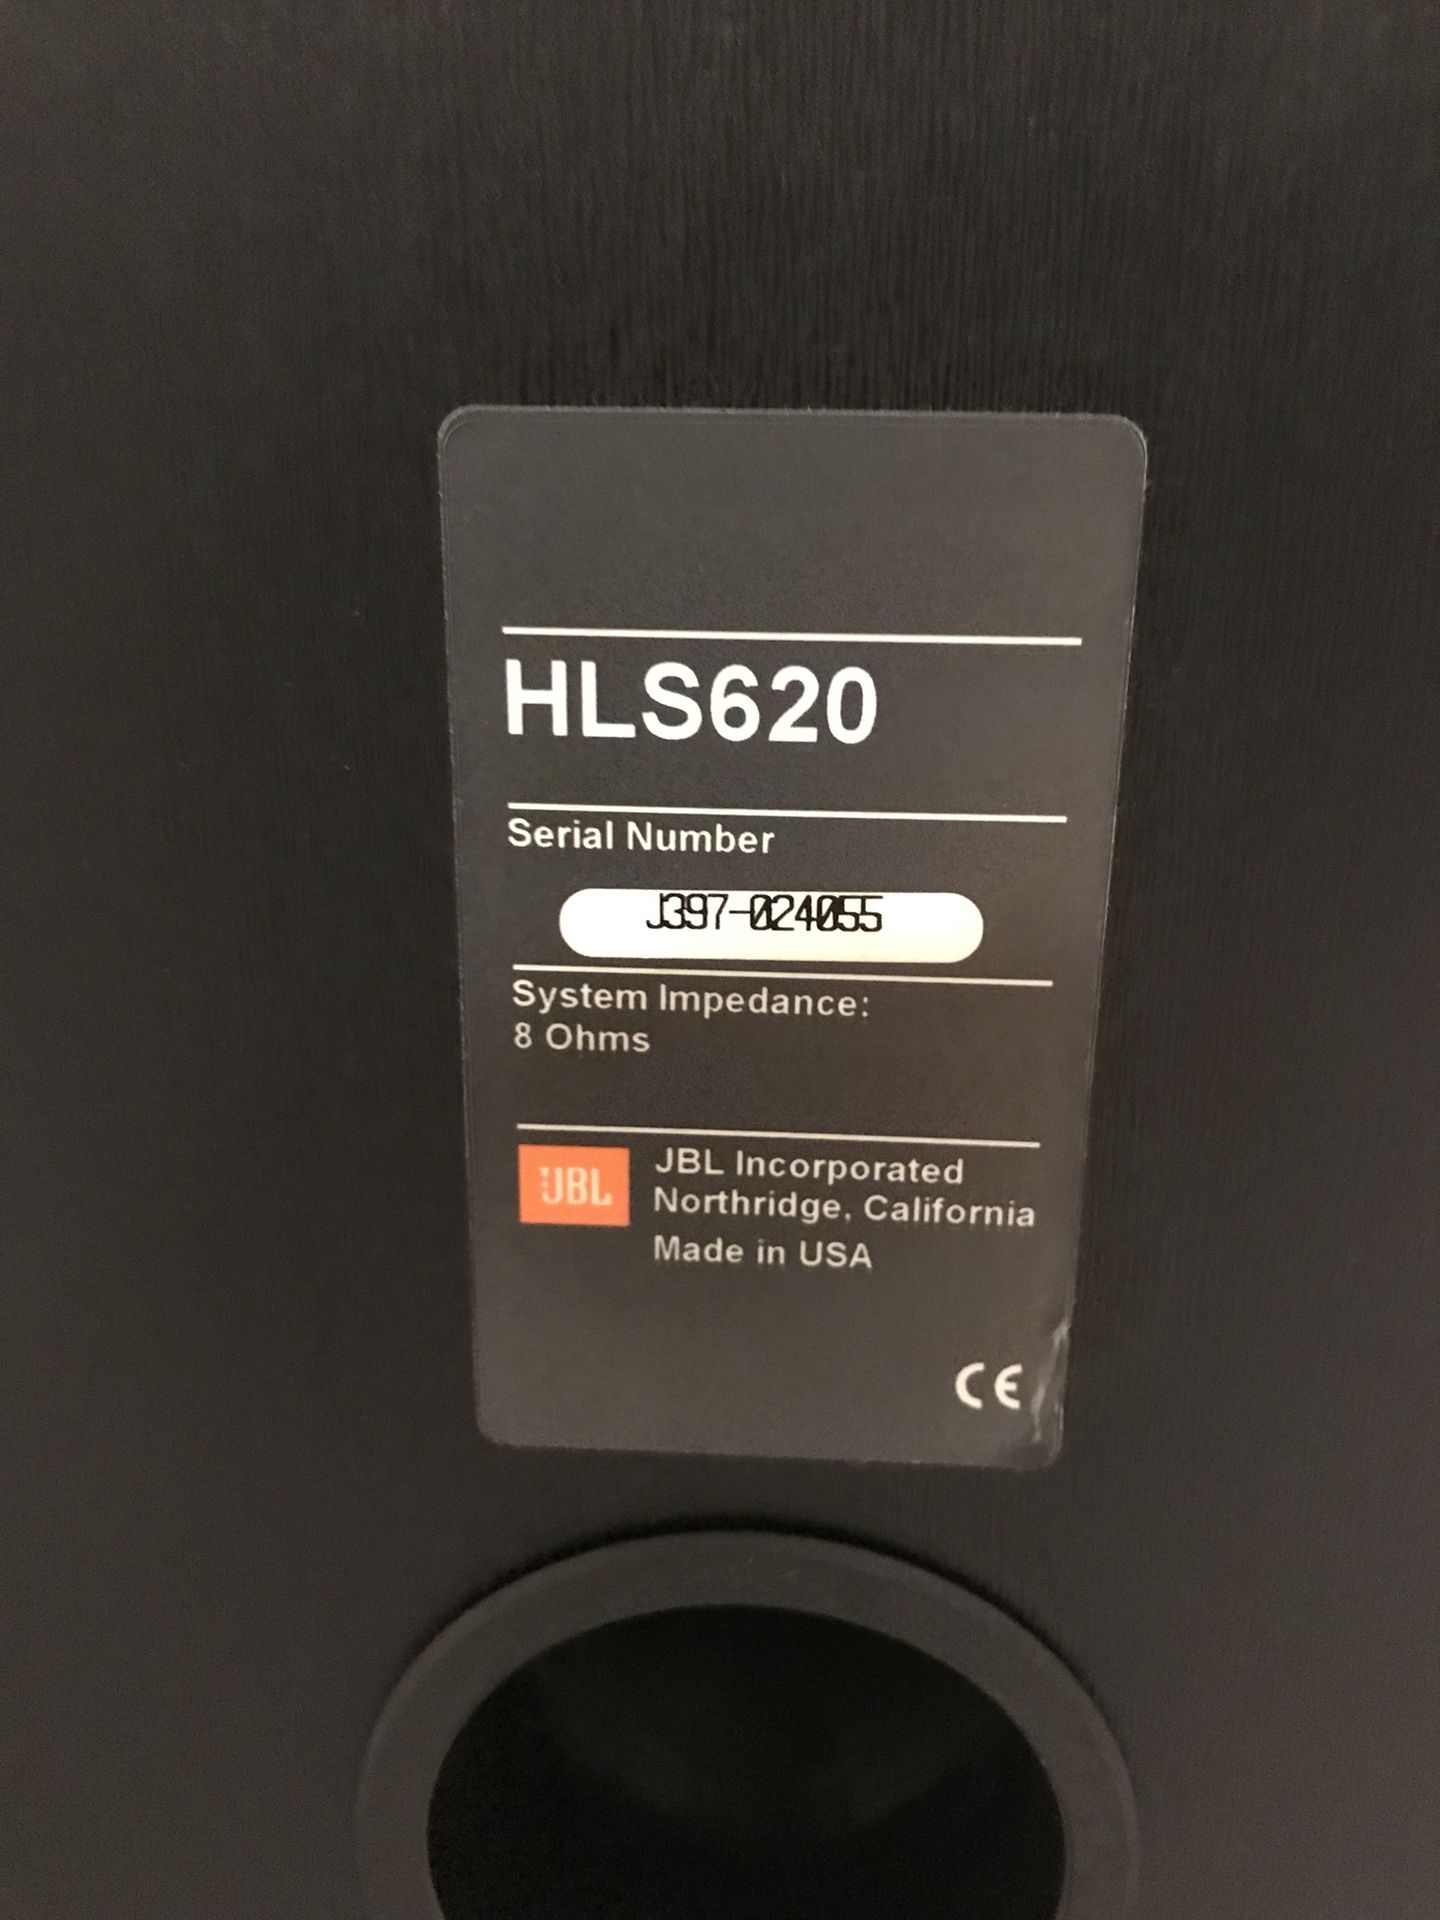 HLS620
Serial Number
J397-024055
System Impedance:
8 Ohms
JBL
JBL Incorporated
Northridge, California
Made in USA
CE